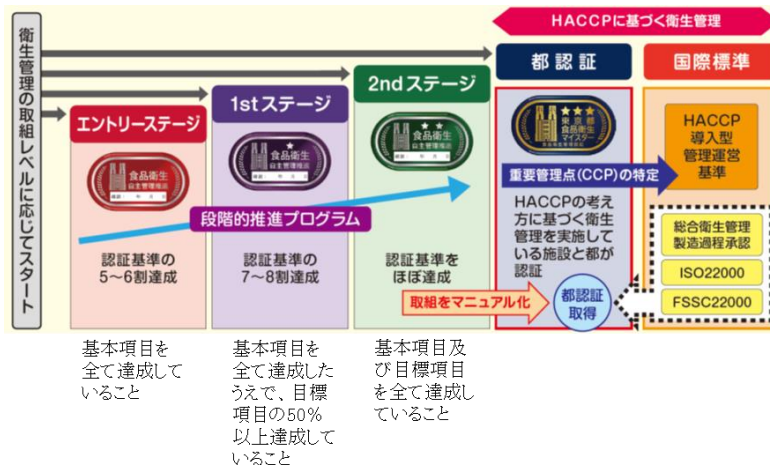 衛生管理の取組レベルに応じてスタート
HACCPに基づく衛生管理
エントリーステージ
食品衛生
自主管理推進
認証基準の
5～6割達成
1stステージ
食品衛生
自主管理推進
認証基準の
7～8割達成
2ndステージ
食品衛生
自主管理推進
認証基準を
ほぼ達成
段階的推進プログラム
都認証
東京都
食品衛生
マイスター
重要管理点(CCP)の特定
HACCPの考え
方に基づく衛生
管理を実施して
いる施設と都が
認証
取組をマニュアル化
都認証
取得
国際標準
HACCP
導入型
管理運営
基準
総合衛生管理
製造過程承認
ISO22000
FSSC22000
基本項目を
全て達成して
いること
基本項目を
全て達成した
うえで、目標
項目の50%
以上達成して
いること
基本項目及
び目標項目
を全て達成し
ていること